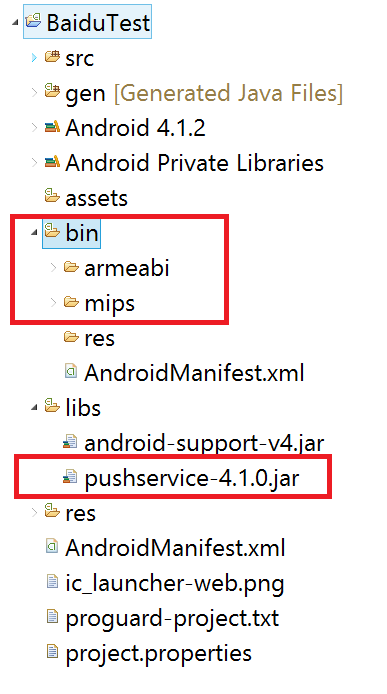 BaiduTest
src
gen [Generated Java Files]
Android 4.1.2
Android Private Libraries
assets
bin
armeabi
mips
res
AndroidManifest.xml
libs
android-support-v4.jar
pushservice-4.1.0.jar
res
AndroidManifest.xml
ic_launcher-web.png
proguard-project.txt
project.properties